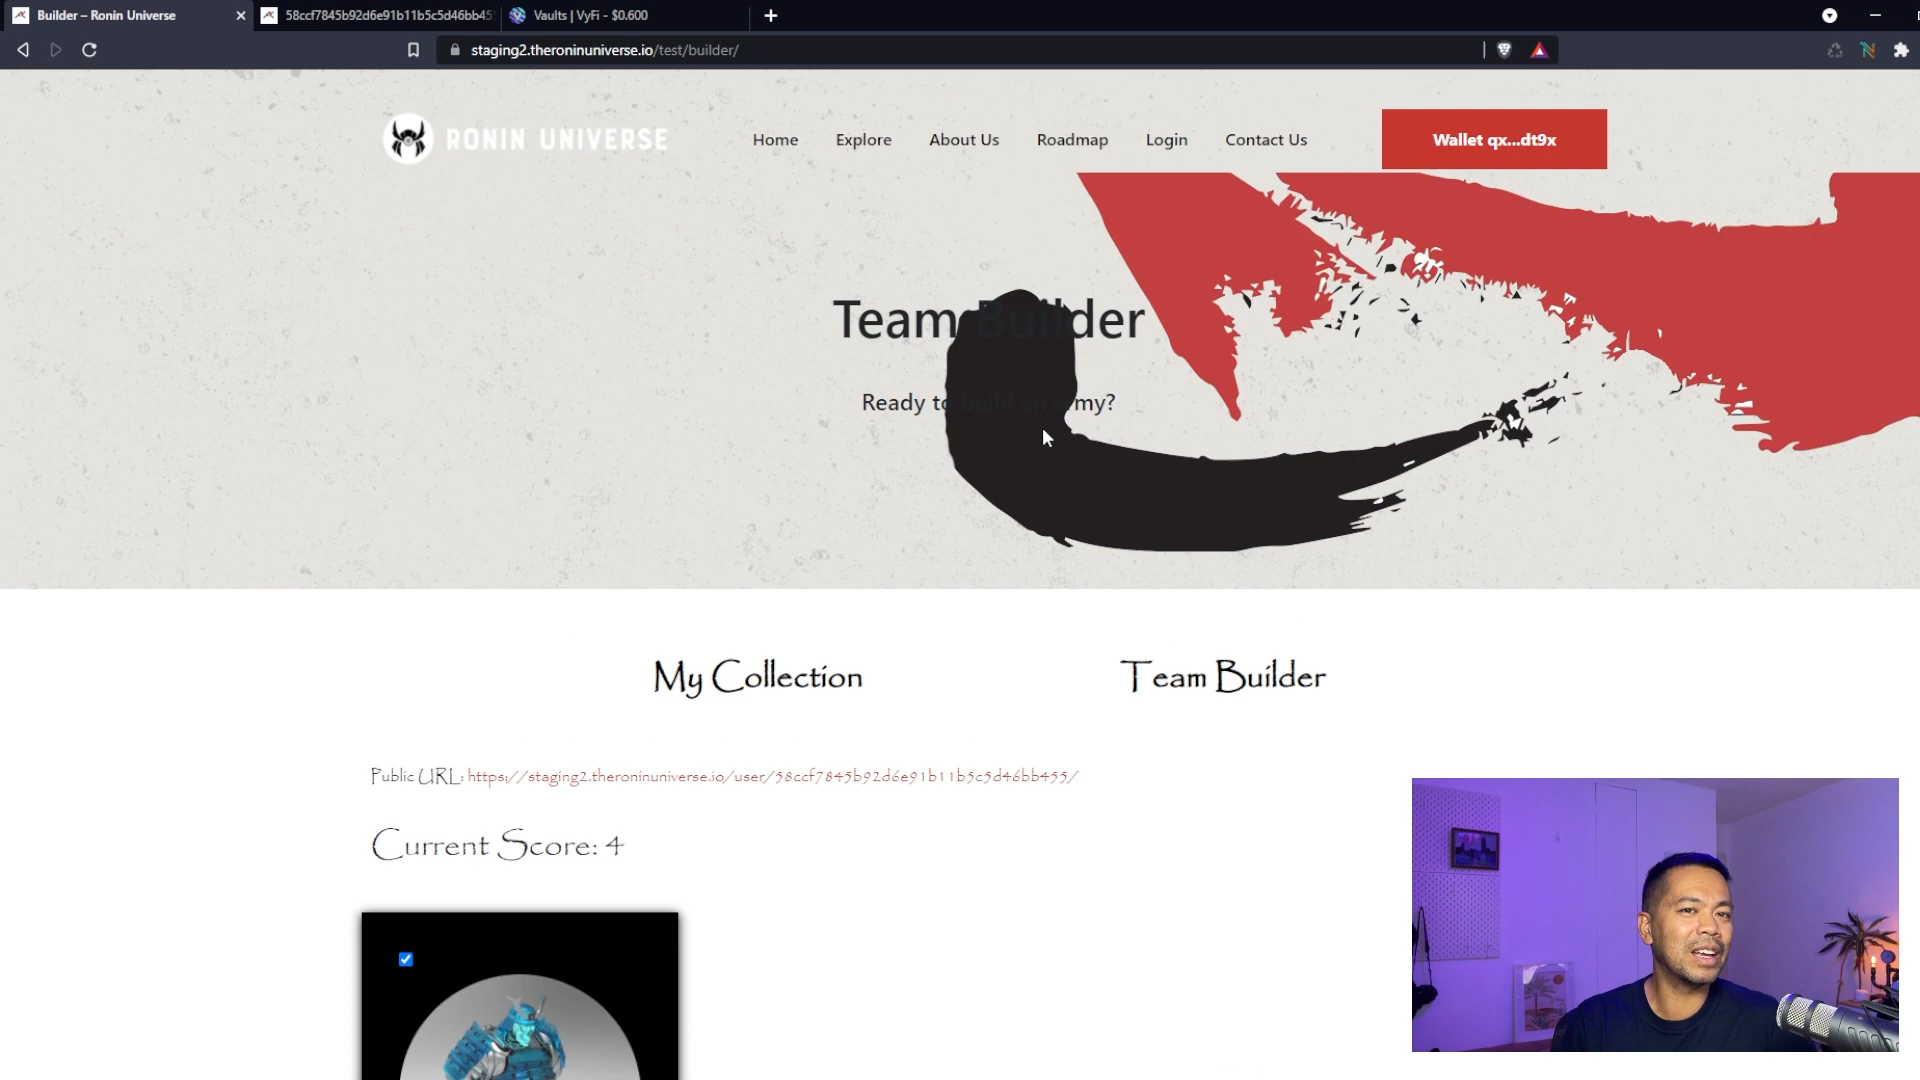 Builder – Ronin Universe
58ccf7845b92d6e91b11b5c5d46bb455
Vaults | VyFi - $0.600
staging2.theroninuniverse.io/test/builder/
RONIN UNIVERSE
Home
Explore
About Us
Roadmap
Login
Contact Us
Wallet qx...dt9x
Team Builder
Ready to build an army?
My Collection
Team Builder
Public URL: https://staging2.theroninuniverse.io/user/58ccf7845b92d6e91b11b5c5d46bb455/
Current Score: 4